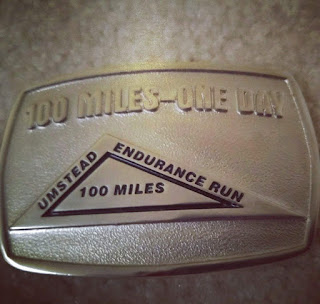 100 MILES-ONE DAY
UMSTEAD
ENDURANCE RUN
100 MILES